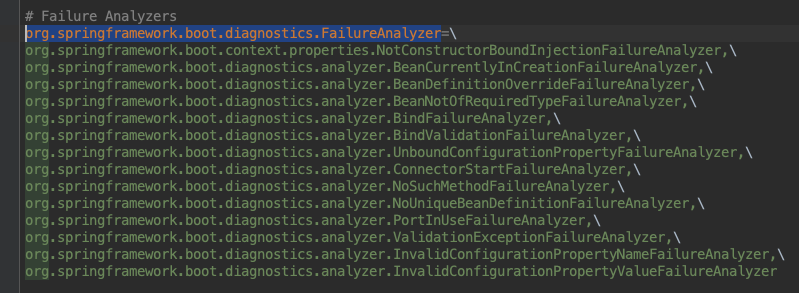 # Failure Analyzers
org.springframework.boot.diagnostics.FailureAnalyzer=\
org.springframework.boot.context.properties.NotConstructorBoundInjectionFailureAnalyzer,\
org.springframework.boot.diagnostics.analyzer.BeanCurrentlyInCreationFailureAnalyzer,\
org.springframework.boot.diagnostics.analyzer.BeanDefinitionOverrideFailureAnalyzer,\
org.springframework.boot.diagnostics.analyzer.BeanNotOfRequiredTypeFailureAnalyzer,\
org.springframework.boot.diagnostics.analyzer.BindFailureAnalyzer,\
org.springframework.boot.diagnostics.analyzer.BindValidationFailureAnalyzer,\
org.springframework.boot.diagnostics.analyzer.UnboundConfigurationPropertyFailureAnalyzer,\
org.springframework.boot.diagnostics.analyzer.ConnectorStartFailureAnalyzer,\
org.springframework.boot.diagnostics.analyzer.NoSuchMethodFailureAnalyzer,\
org.springframework.boot.diagnostics.analyzer.NoUniqueBeanDefinitionFailureAnalyzer,\
org.springframework.boot.diagnostics.analyzer.PortInUseFailureAnalyzer,\
org.springframework.boot.diagnostics.analyzer.ValidationExceptionFailureAnalyzer,\
org.springframework.boot.diagnostics.analyzer.InvalidConfigurationPropertyNameFailureAnalyzer,\
org.springframework.boot.diagnostics.analyzer.InvalidConfigurationPropertyValueFailureAnalyzer